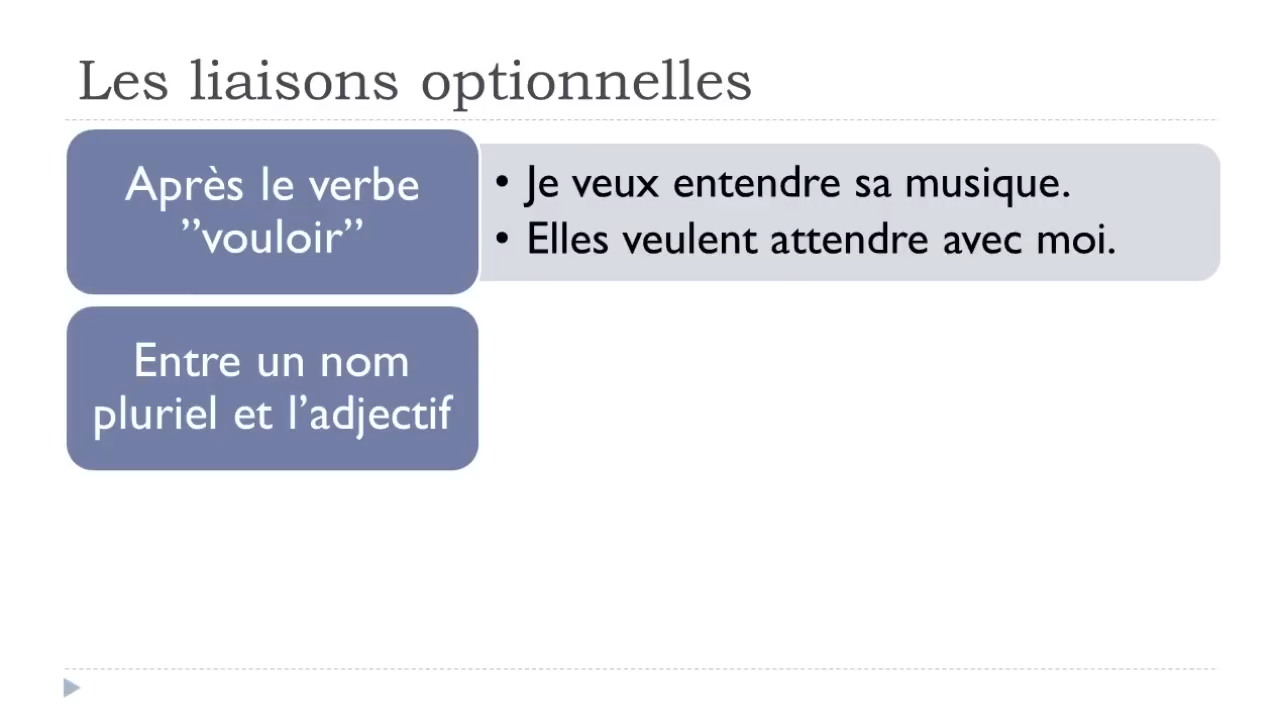 Les liaisons optionnelles
Après le verbe
”vouloir”
• Je veux entendre sa musique.
• Elles veulent attendre avec moi.
Entre un nom
pluriel et l’adjectif